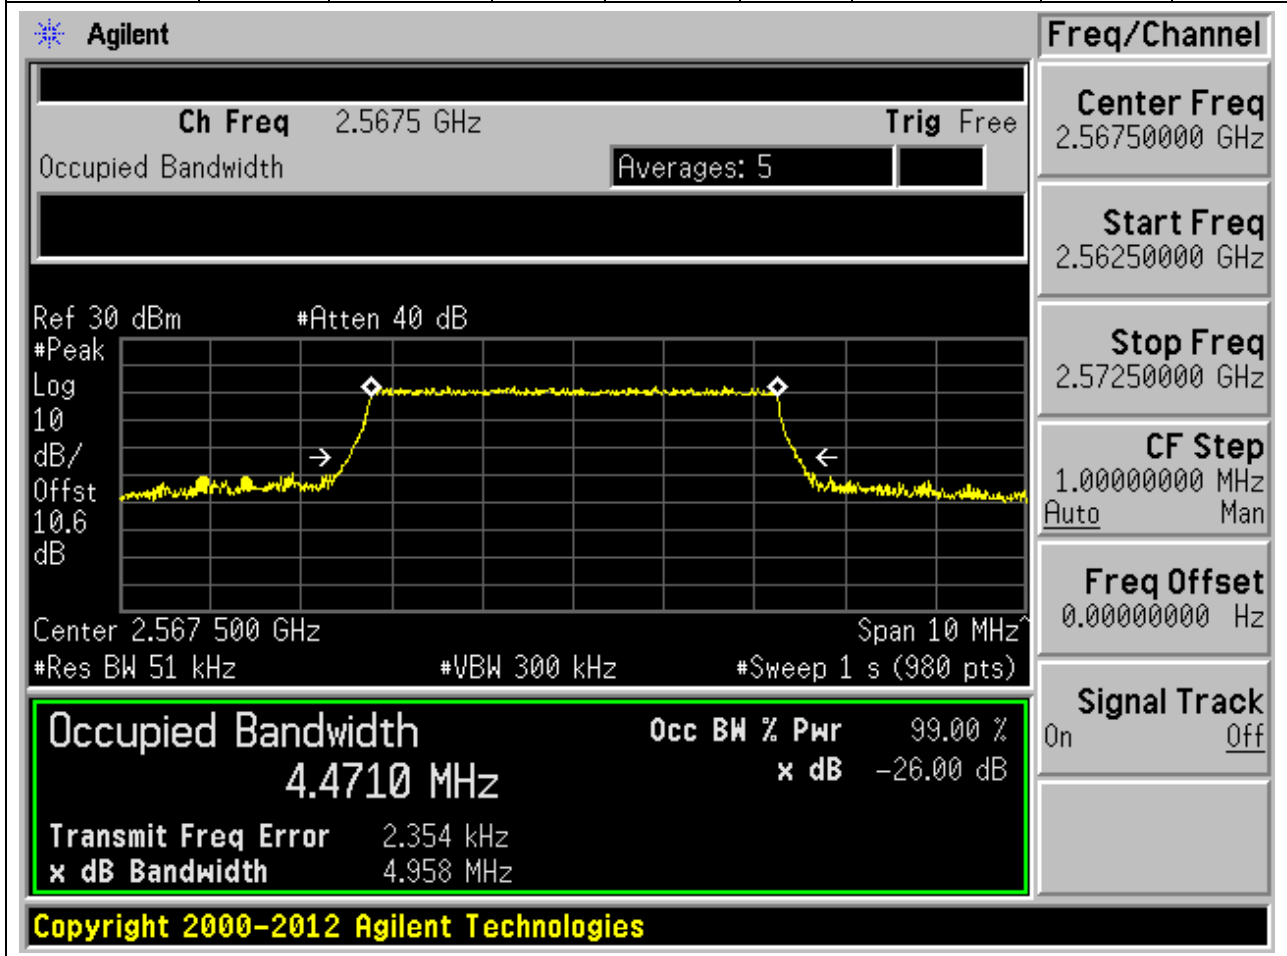 Agilent
Freq/Channel
Ch Freq 2.5675 GHz Trig Free
Occupied Bandwidth Averages: 5
Center Freq
2.56750000 GHz
Start Freq
2.56250000 GHz
Stop Freq
2.57250000 GHz
CF Step
1.00000000 MHz
Auto Man
Freq Offset
0.00000000 Hz
Signal Track
On Off
Ref 30 dBm #Atten 40 dB
#Peak
Log
10
dB/
Offst
10.6
dB
Center 2.567 500 GHz Span 10 MHz^
#Res BW 51 kHz #VBW 300 kHz #Sweep 1 s (980 pts)
Occupied Bandwidth Occ BW % Pwr 99.00 %
4.4710 MHz x dB -26.00 dB
Transmit Freq Error 2.354 kHz
x dB Bandwidth 4.958 MHz
Copyright 2000-2012 Agilent Technologies